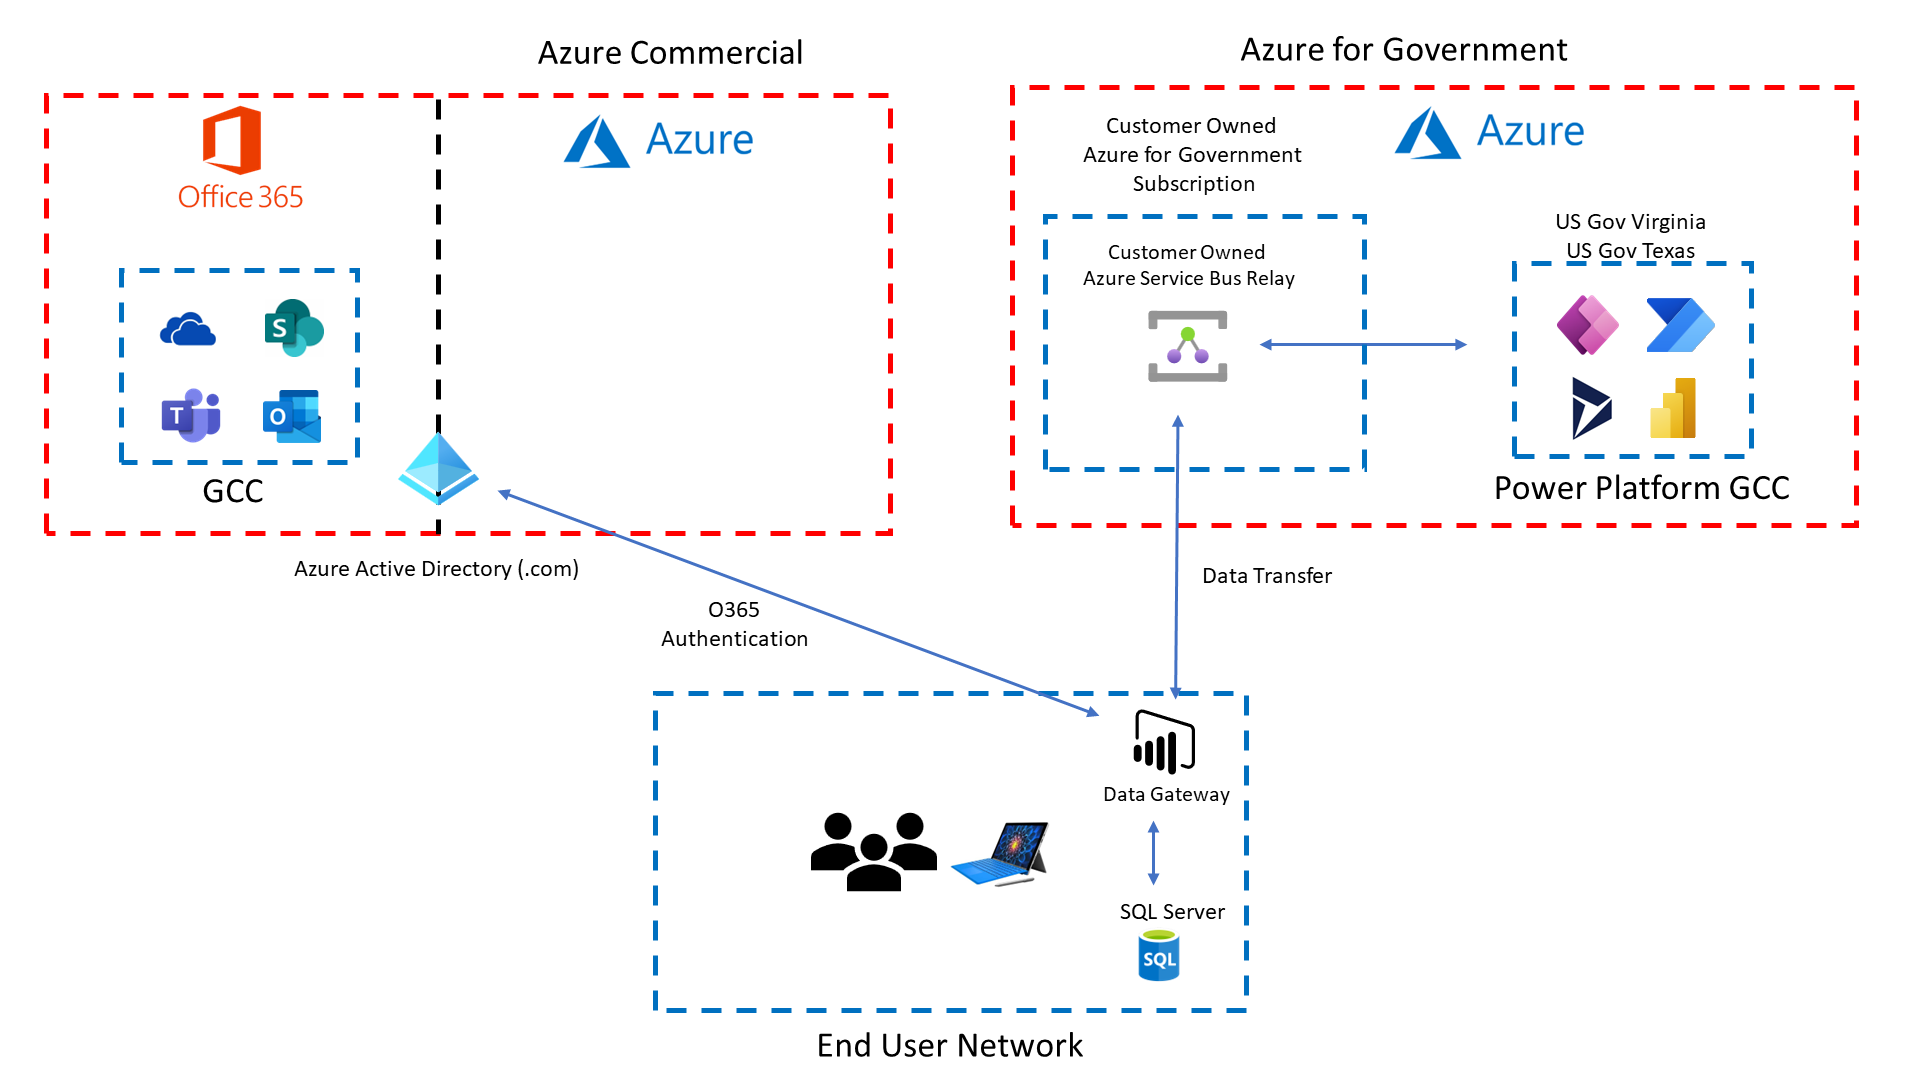 Azure Commercial
Azure for Government
Office 365
Azure
S
T
O
GCC
Azure Active Directory (.com)
Customer Owned
Azure for Government
Subscription
Azure
Customer Owned
Azure Service Bus Relay
US Gov Virginia
US Gov Texas
Power Platform GCC
O365
Authentication
Data Transfer
Data Gateway
SQL Server
SQL
End User Network